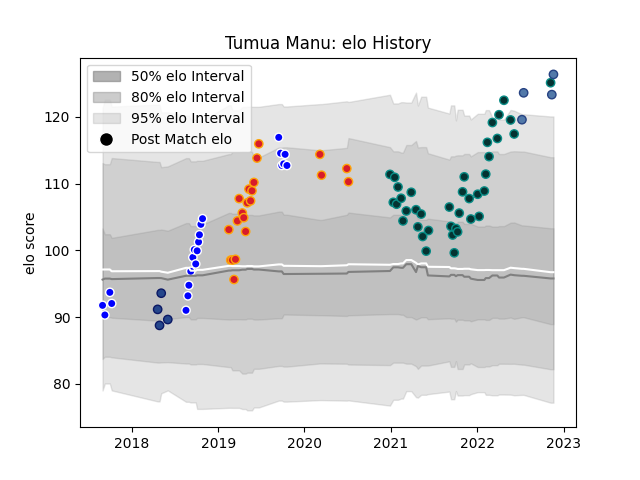 Tumua Manu: elo History
50% elo Interval
80% elo Interval
95% elo Interval
Post Match elo
elo score
120
110
100
90
80
2018 2019 2020 2021 2022 2023